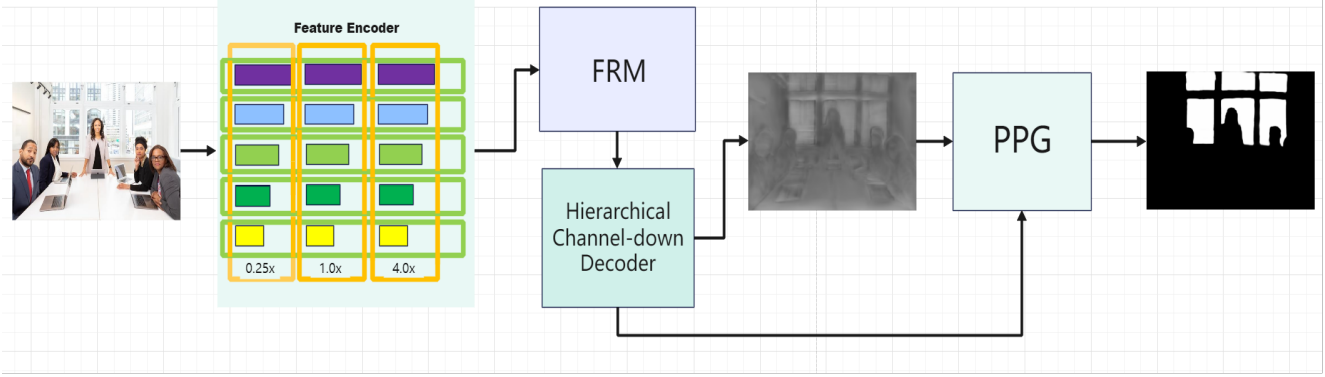 Feature Encoder
0.25x
1.0x
4.0x
FRM
Hierarchical
Channel-down
Decoder
PPG